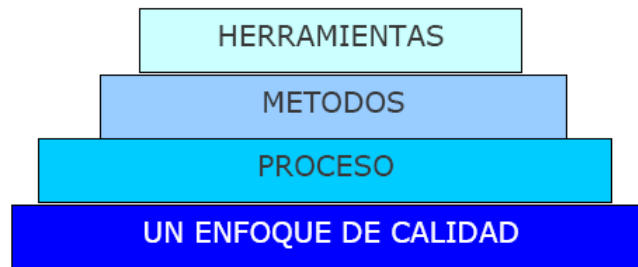 HERRAMIENTAS
METODOS
PROCESO
UN ENFOQUE DE CALIDAD